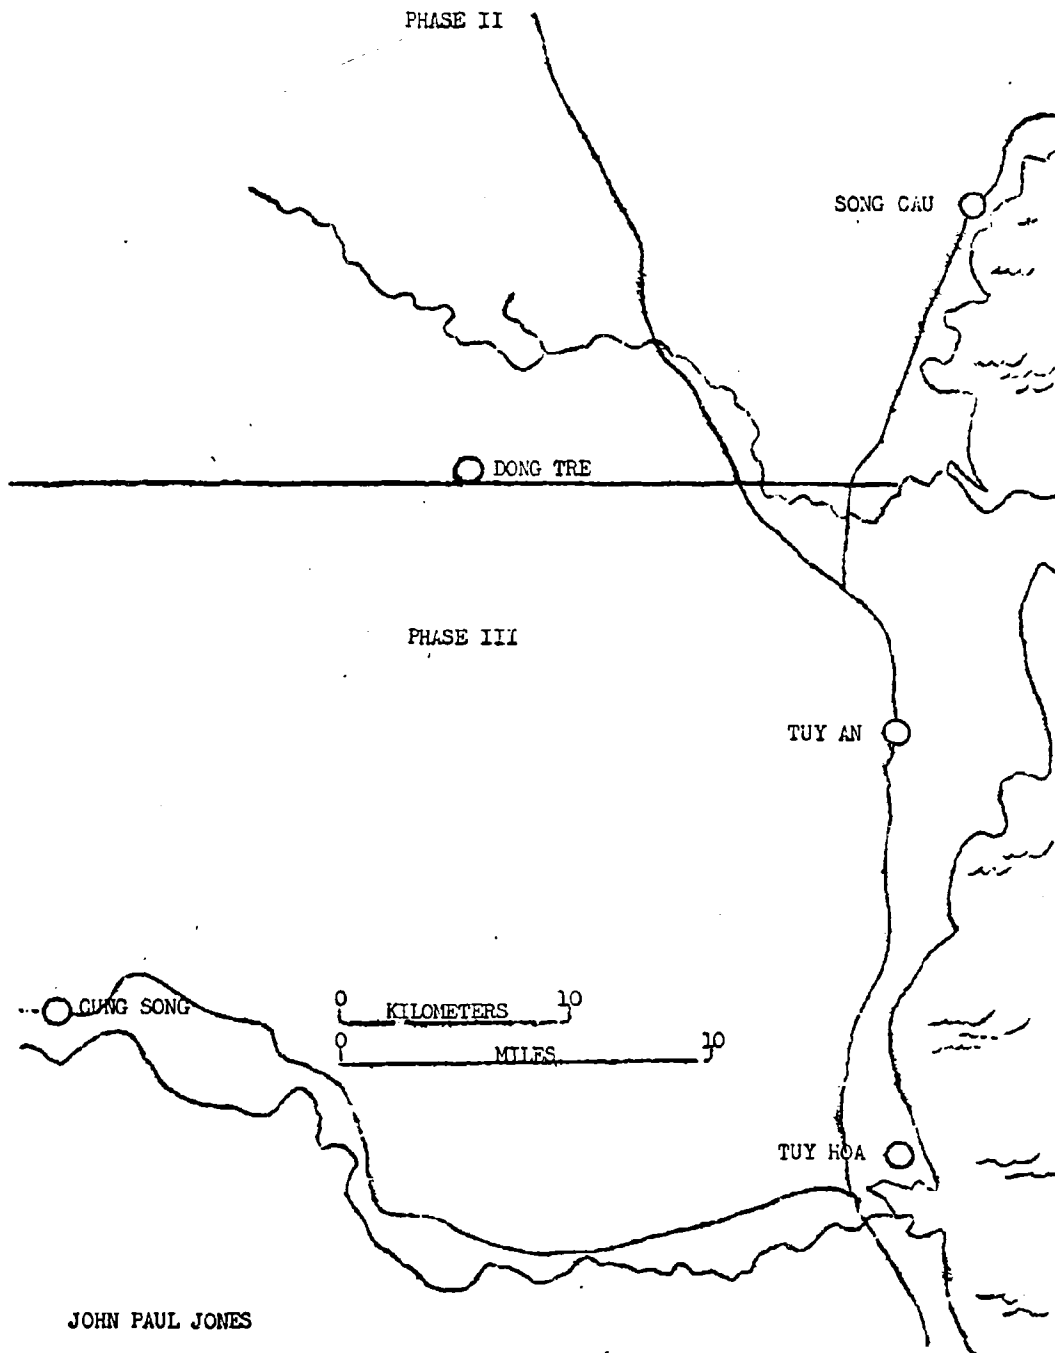 PHASE II
SONG CAU
DONG TRE
PHASE III
TUY AN
CUNG SONG
0 10
KILOMETERS
0 10
MILES
TUY HOA
JOHN PAUL JONES